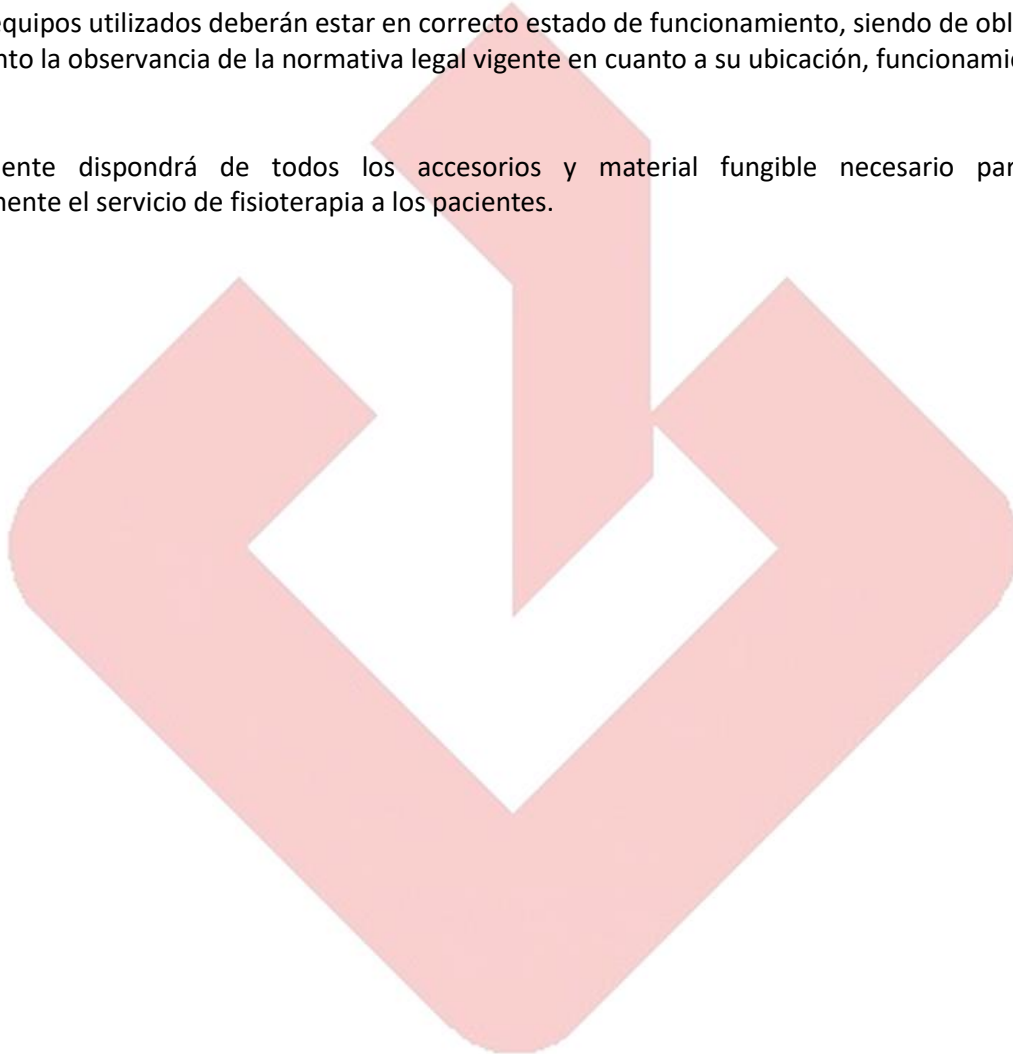 equipos utilizados deberán estar en correcto estado de funcionamiento, siendo de obl
nto la observancia de la normativa legal vigente en cuanto a su ubicación, funcionami
ente dispondrá de todos los accesorios y material fungible necesario par
mente el servicio de fisioterapia a los pacientes.